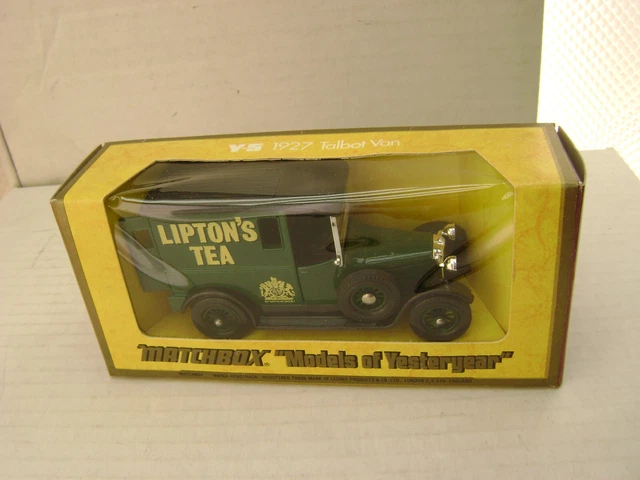 Y-5 1927 Talbot Van
LIPTON'S
TEA
MATCHBOX "Models of Yesteryear"